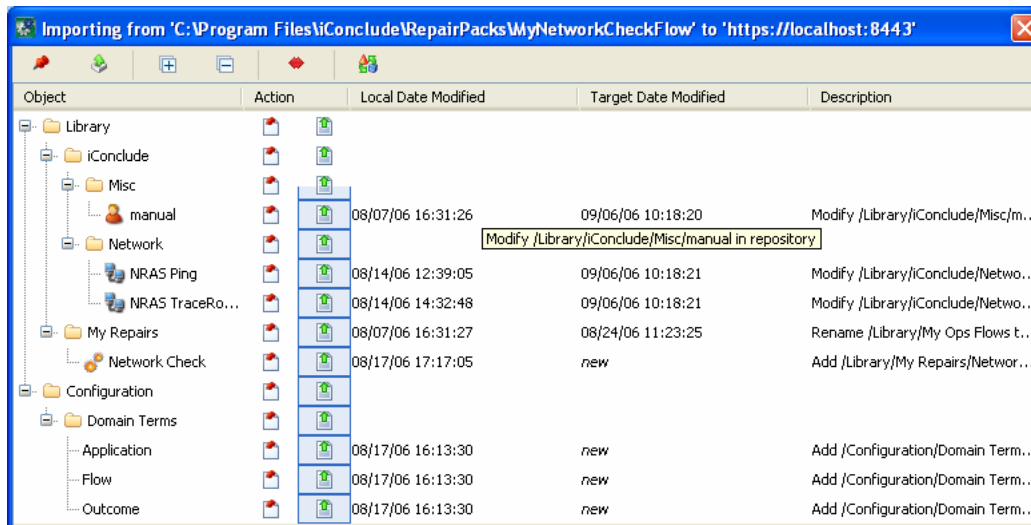 Importing from 'C:\Program Files\iConclude\RepairPacks\MyNetworkCheckFlow' to 'https://localhost:8443'
Object Action Local Date Modified Target Date Modified Description
Library
iConclude
Misc
manual 08/07/06 16:31:26 09/06/06 10:18:20 Modify /Library/iConclude/Misc/m...
Network Modify /Library/iConclude/Misc/manual in repository
NRAS Ping 08/14/06 12:39:05 09/06/06 10:18:21 Modify /Library/iConclude/Netwo...
NRAS TraceRo... 08/14/06 14:32:48 09/06/06 10:18:21 Modify /Library/iConclude/Netwo...
My Repairs 08/07/06 16:31:27 08/24/06 11:23:25 Rename /Library/My Ops Flows t...
Network Check 08/17/06 17:17:05 new Add /Library/My Repairs/Networ...
Configuration
Domain Terms
Application 08/17/06 16:13:30 new Add /Configuration/Domain Term...
Flow 08/17/06 16:13:30 new Add /Configuration/Domain Term...
Outcome 08/17/06 16:13:30 new Add /Configuration/Domain Term...